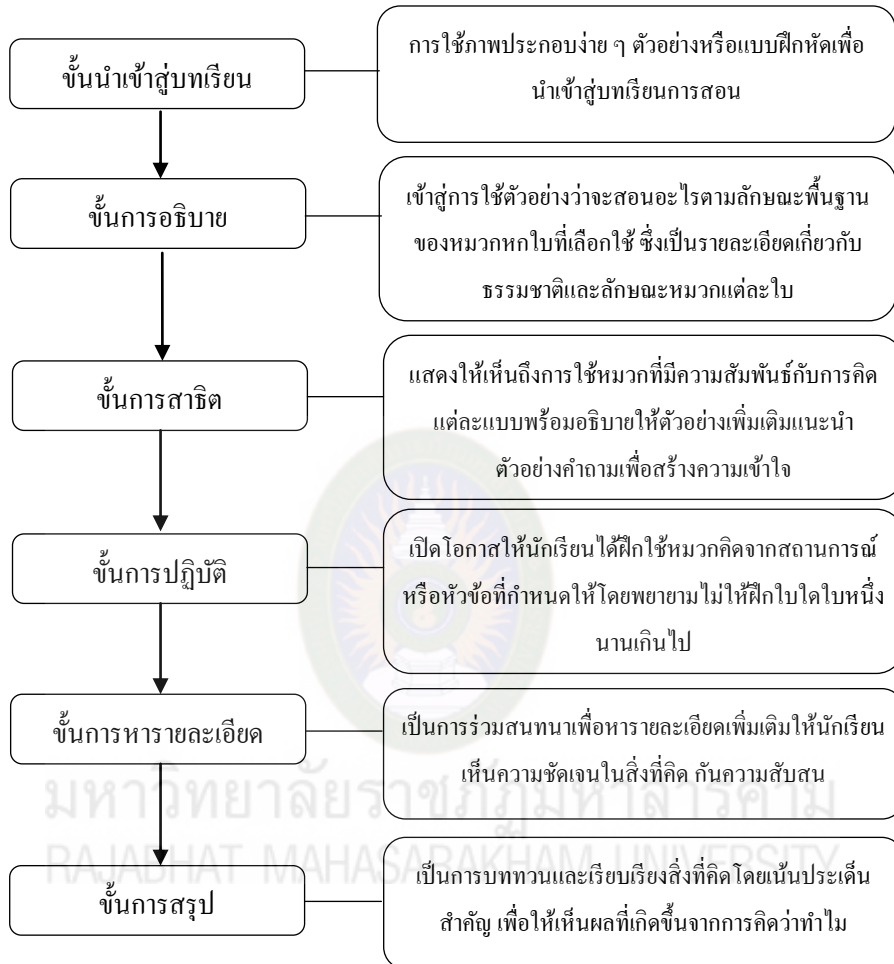 ขั้นนำเข้าสู่บทเรียน
การใช้ภาพประกอบง่าย ๆ ตัวอย่างหรือแบบฝึกหัดเพื่อ
นำเข้าสู่บทเรียนการสอน
ขั้นการอธิบาย
เข้าสู่การใช้ตัวอย่างว่าจะสอนอะไรตามลักษณะพื้นฐาน
ของหมวกหกใบที่เลือกใช้ ซึ่งเป็นรายละเอียดเกี่ยวกับ
ธรรมชาติและลักษณะหมวกแต่ละใบ
ขั้นการสาธิต
แสดงให้เห็นถึงการใช้หมวกที่มีความสัมพันธ์กับการคิด
แต่ละแบบพร้อมอธิบายให้ตัวอย่างเพิ่มเติมแนะนำ
ตัวอย่างคำถามเพื่อสร้างความเข้าใจ
ขั้นการปฏิบัติ
เปิดโอกาสให้นักเรียนได้ฝึกใช้หมวกคิดจากสถานการณ์
หรือหัวข้อที่กำหนดให้โดยพยายามไม่ให้ฝึกใบใดใบหนึ่ง
นานเกินไป
ขั้นการหารายละเอียด
เป็นการร่วมสนทนาเพื่อหารายละเอียดเพิ่มเติมให้นักเรียน
เห็นความชัดเจนในสิ่งที่คิด กันความสับสน
มหาวิทยาลัยราชภัฏมหาสารคาม
RAJABHAT MAHASARAKHAM UNIVERSITY
ขั้นการสรุป
เป็นการบททวนและเรียบเรียงสิ่งที่คิดโดยเน้นประเด็น
สำคัญ เพื่อให้เห็นผลที่เกิดขึ้นจากการคิดว่าทำไม